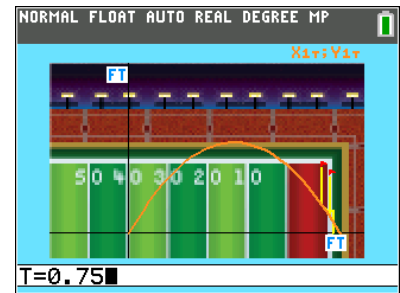 NORMAL FLOAT AUTO REAL DEGREE MP
X1T;Y1T
FT
50 40 30 20 10
FT
T=0.75